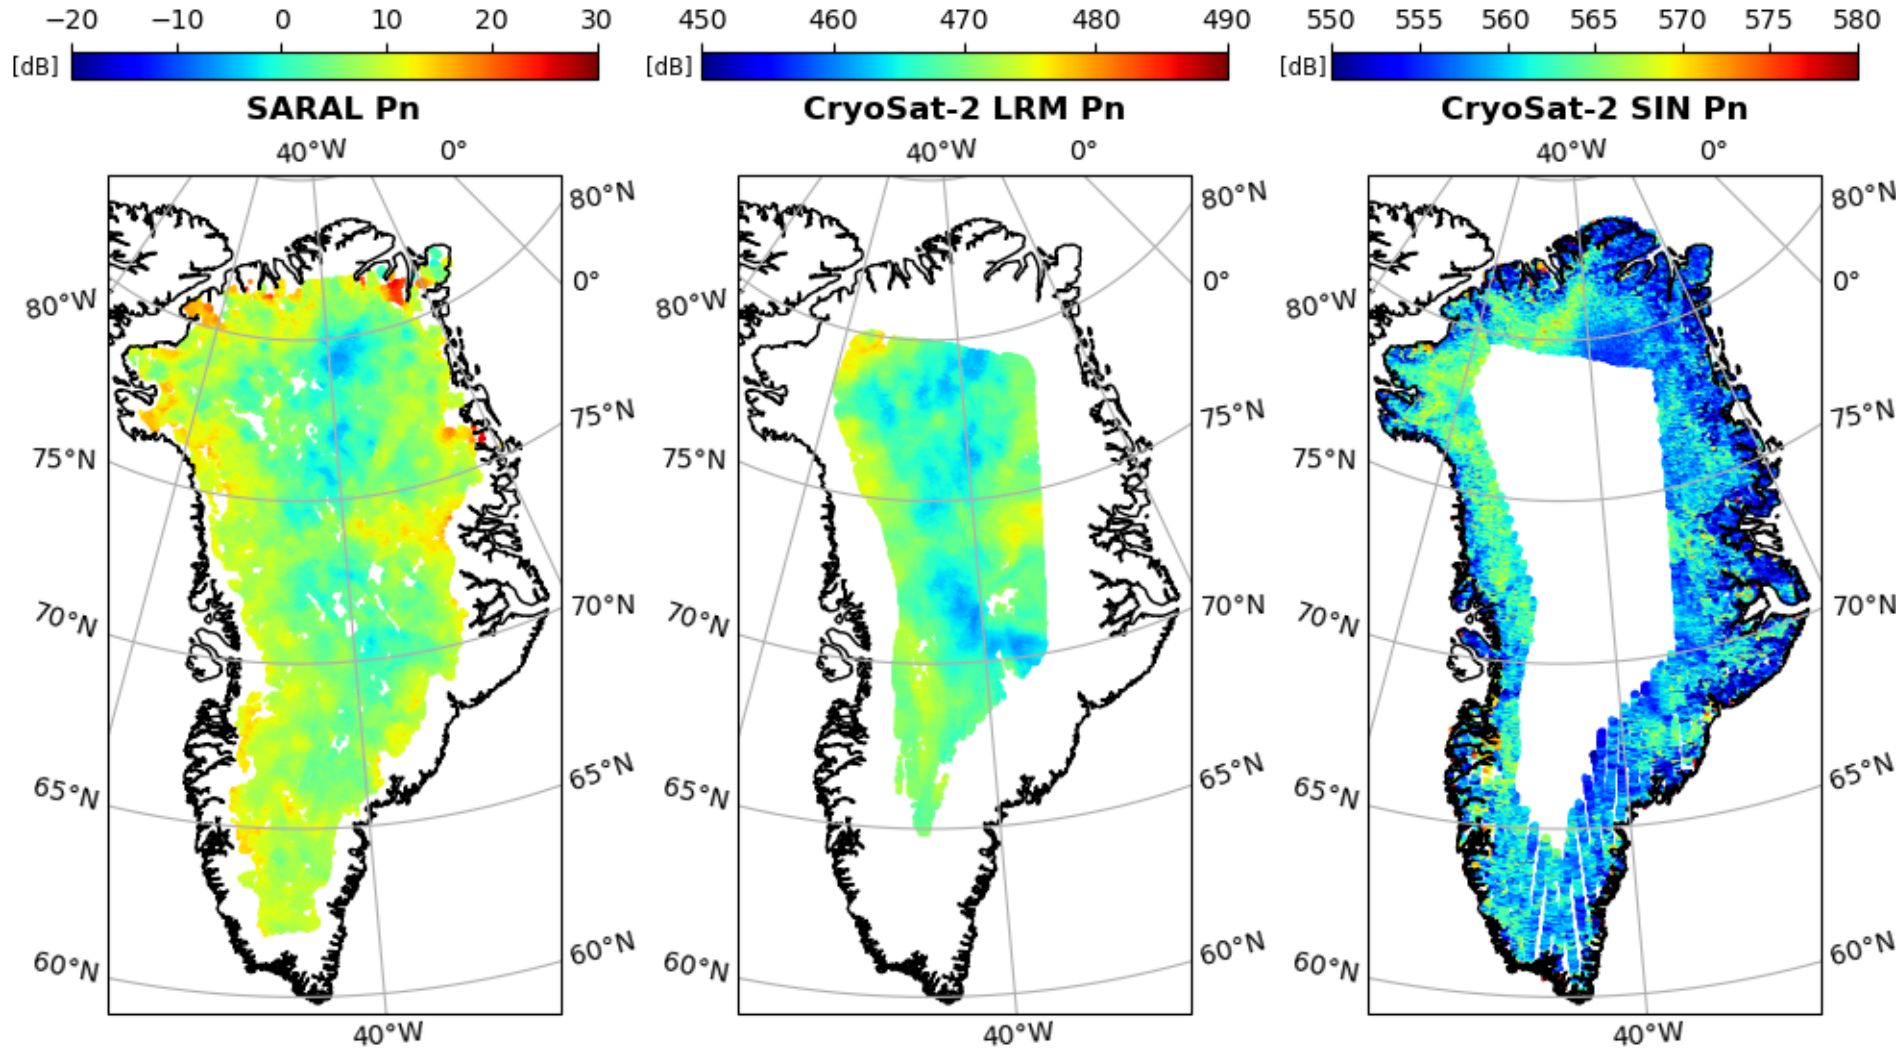 −20 −10 0 10 20 30 450 460 470 480 490 550 555 560 565 570 575 580
[dB] [dB] [dB]
SARAL Pn CryoSat-2 LRM Pn CryoSat-2 SIN Pn
40°W 0° 40°W 0° 40°W 0°
80°N 80°N 80°N
80°W 0° 80°W 0° 80°W 0°
75°N 75°N 75°N
75°N 75°N 75°N
70°N 70°N 70°N 70°N 70°N 70°N
65°N 65°N 65°N
65°N 65°N 65°N
60°N 60°N 60°N
60°N 60°N 60°N
40°W 40°W 40°W